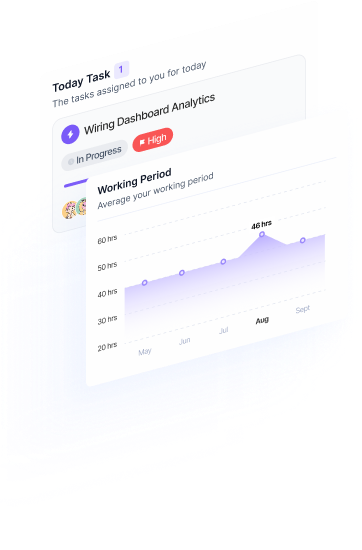 Today Task 1
The tasks assigned to you for today
Wiring Dashboard Analytics
In Progress
High
Working Period
Average your working period
46 hrs
60 hrs
50 hrs
40 hrs
30 hrs
20 hrs
May
Jun
Jul
Aug
Sept